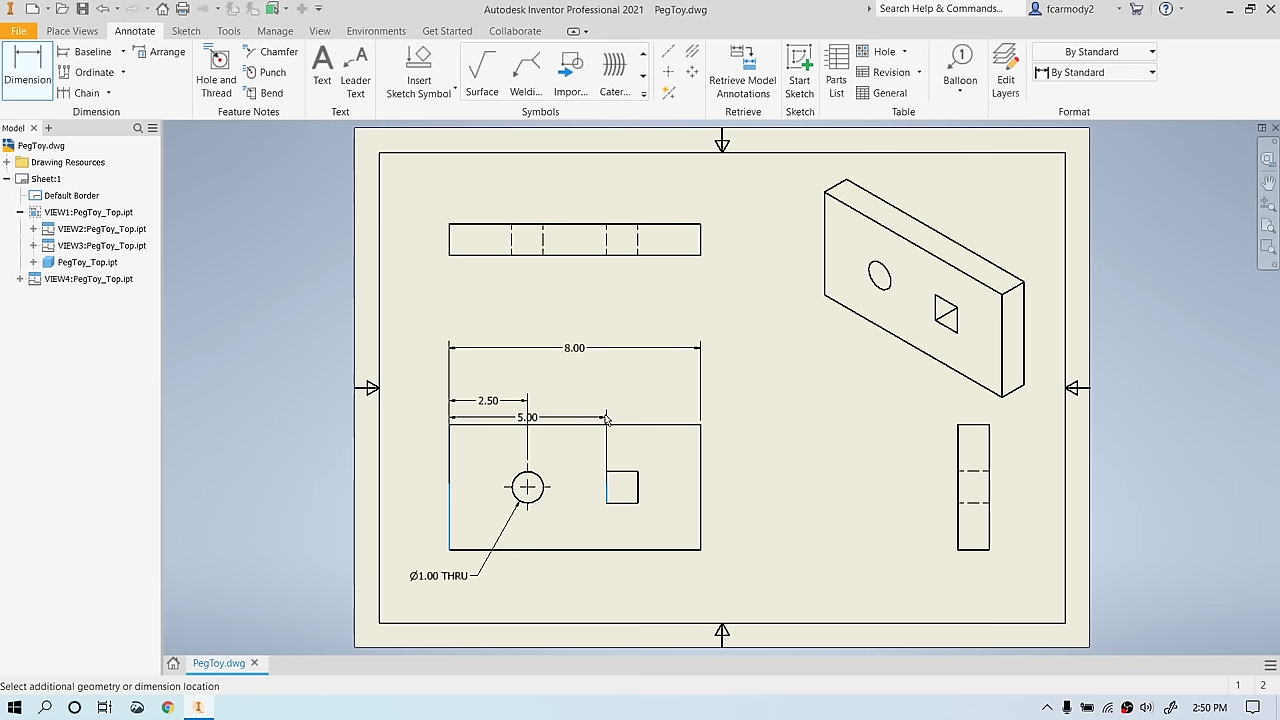 Autodesk Inventor Professional 2021 PegToy.dwg
Search Help & Commands...
fcarmody2
File Place Views Annotate Sketch Tools Manage View Environments Get Started Collaborate
Dimension
Baseline
Ordinate
Chain
Arrange
Dimension
Hole and Thread
Chamfer
Punch
Bend
Feature Notes
Text
Leader Text
Text
Insert Sketch Symbol
Surface
Weldi...
Impor...
Cater...
Symbols
Retrieve Model Annotations
Retrieve
Start Sketch
Sketch
Parts List
Hole
Revision
General
Table
Balloon
Edit Layers
By Standard
By Standard
Format
Model
PegToy.dwg
Drawing Resources
Sheet:1
Default Border
VIEW1:PegToy_Top.ipt
VIEW2:PegToy_Top.ipt
VIEW3:PegToy_Top.ipt
PegToy_Top.ipt
VIEW4:PegToy_Top.ipt
8.00
2.50
5.00
Ø1.00 THRU
PegToy.dwg
Select additional geometry or dimension location
1 2
2:50 PM